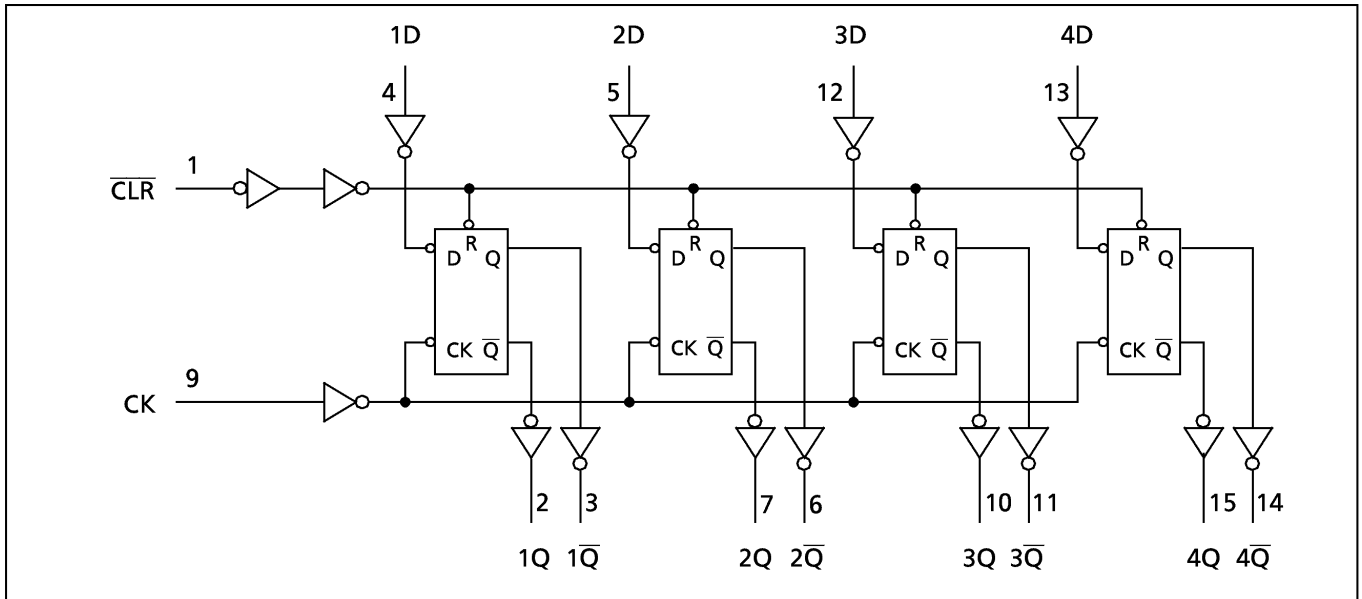 1D 2D 3D 4D
4 5 12 13
1
C̅L̅R̅
R R R R
D Q D Q D Q D Q
CK Q̅ CK Q̅ CK Q̅ CK Q̅
9
CK
2 3 7 6 10 11 15 14
1Q 1Q̅ 2Q 2Q̅ 3Q 3Q̅ 4Q 4Q̅